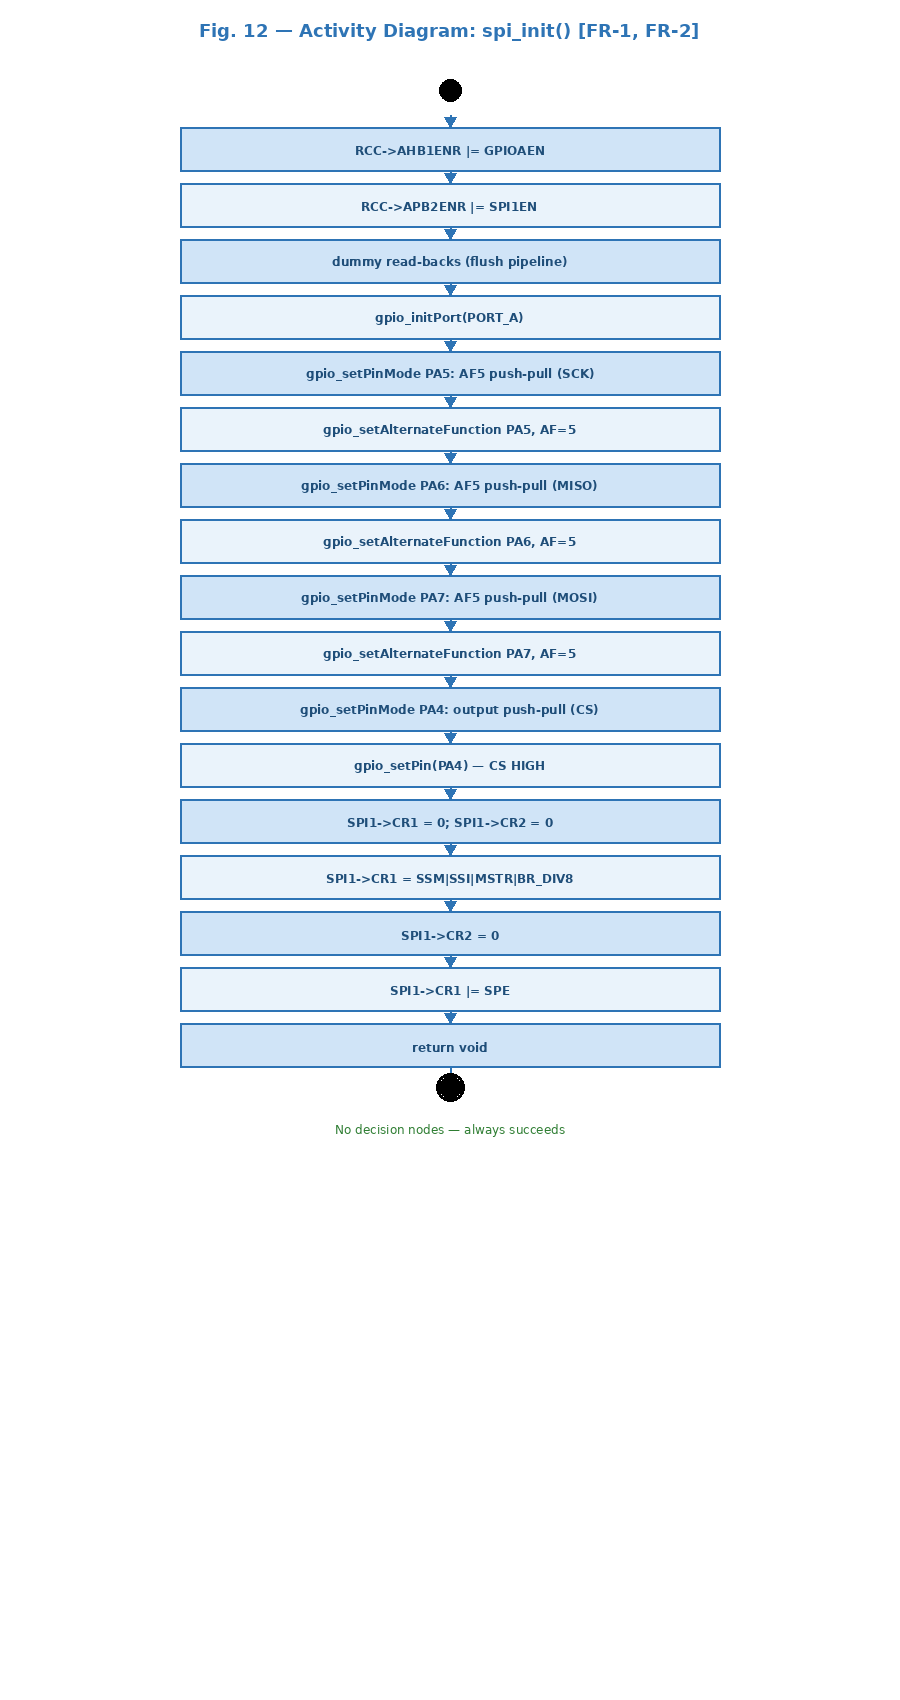 Fig. 12 — Activity Diagram: spi_init() [FR-1, FR-2]
RCC->AHB1ENR |= GPIOAEN
RCC->APB2ENR |= SPI1EN
dummy read-backs (flush pipeline)
gpio_initPort(PORT_A)
gpio_setPinMode PA5: AF5 push-pull (SCK)
gpio_setAlternateFunction PA5, AF=5
gpio_setPinMode PA6: AF5 push-pull (MISO)
gpio_setAlternateFunction PA6, AF=5
gpio_setPinMode PA7: AF5 push-pull (MOSI)
gpio_setAlternateFunction PA7, AF=5
gpio_setPinMode PA4: output push-pull (CS)
gpio_setPin(PA4) — CS HIGH
SPI1->CR1 = 0; SPI1->CR2 = 0
SPI1->CR1 = SSM|SSI|MSTR|BR_DIV8
SPI1->CR2 = 0
SPI1->CR1 |= SPE
return void
No decision nodes — always succeeds